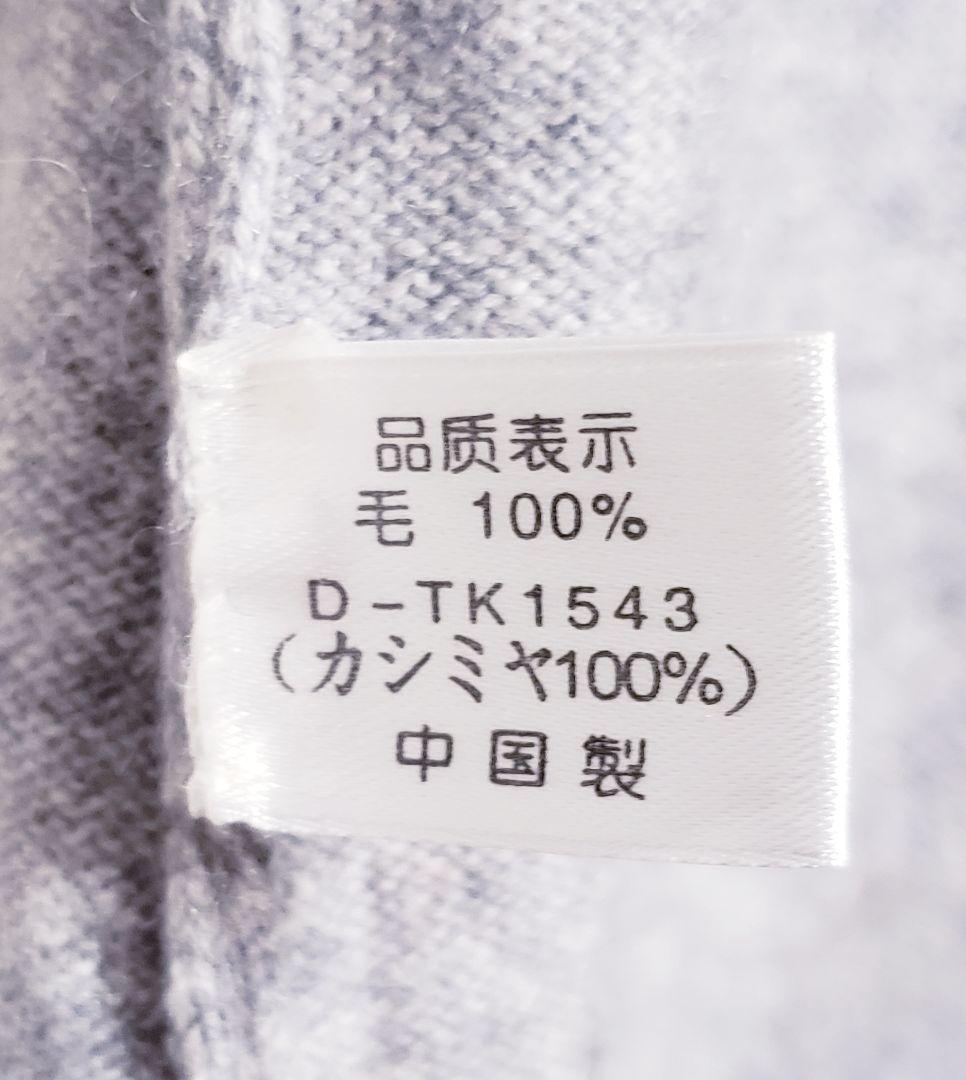 品质表示
毛 100%
D-TK1543
(カシミヤ100%)
中国製